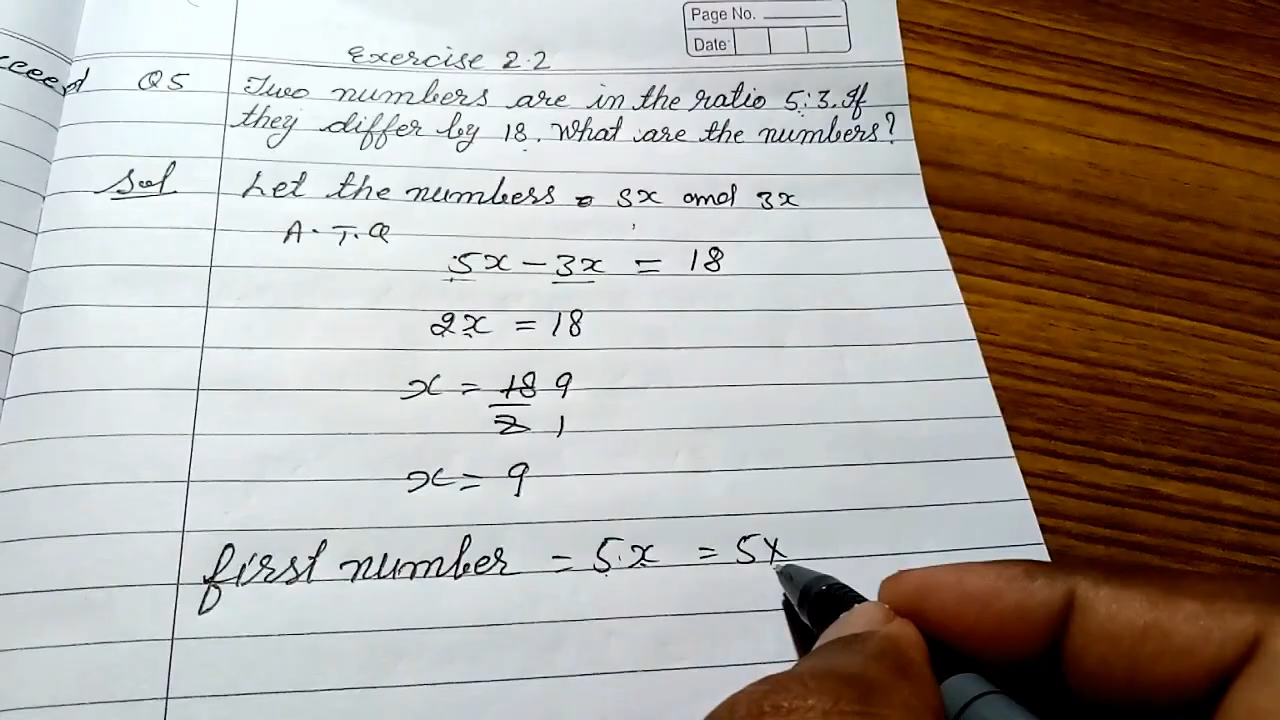 Page No.
Date
Exercise 2.2
Q5 Two numbers are in the ratio 5:3. If
they differ by 18. What are the numbers?
Sol Let the numbers = 5x and 3x
A.T.Q
5x - 3x = 18
2x = 18
x = 18 9
2 1
x = 9
first number = 5.x = 5x